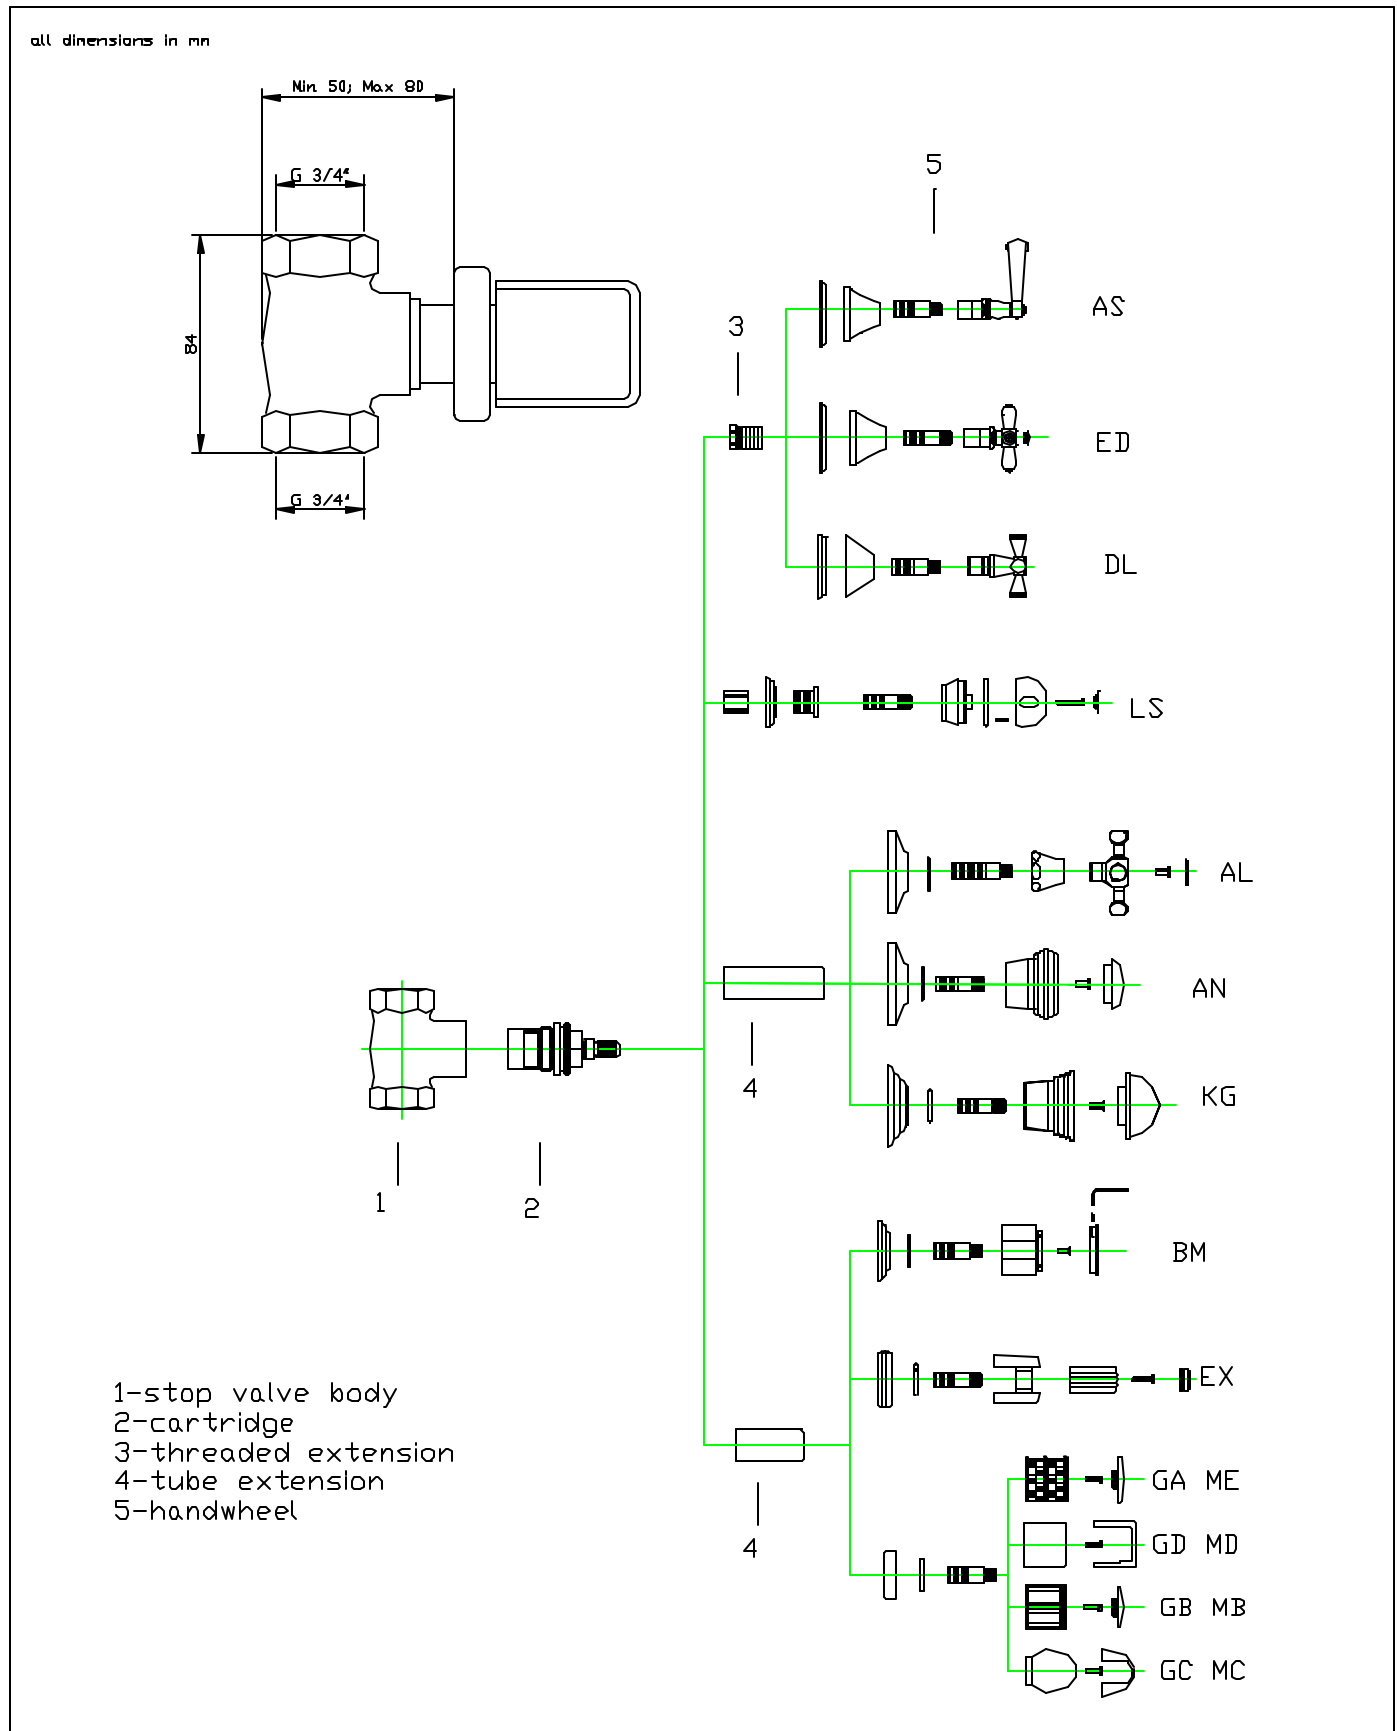 all dimensions in mm
Min 50; Max 80
G 3/4"
84
G 3/4"
5
AS
3
ED
DL
LS
AL
AN
4
KG
1
2
BM
EX
1-stop valve body
2-cartridge
3-threaded extension
4-tube extension
5-handwheel
4
GA ME
GD MD
GB MB
GC MC